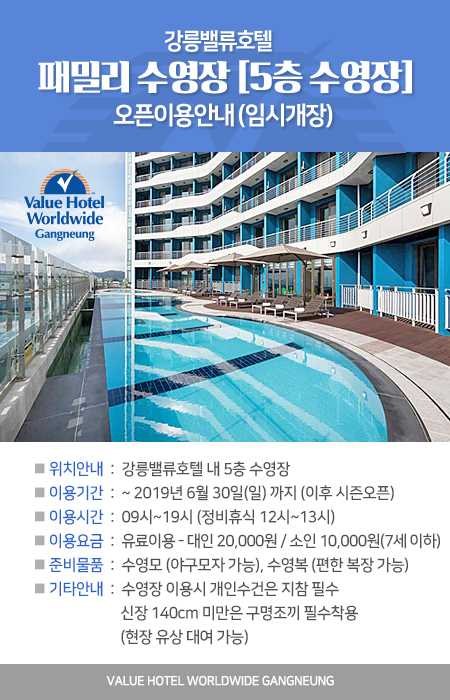 강릉밸류호텔
패밀리 수영장 [5층 수영장]
오픈이용안내 (임시개장)
Value Hotel
Worldwide
Gangneung
■ 위치안내 : 강릉밸류호텔 내 5층 수영장
■ 이용기간 : ~ 2019년 6월 30일(일) 까지 (이후 시즌오픈)
■ 이용시간 : 09시~19시 (정비휴식 12시~13시)
■ 이용요금 : 유료이용 - 대인 20,000원 / 소인 10,000원(7세 이하)
■ 준비물품 : 수영모 (야구모자 가능), 수영복 (편한 복장 가능)
■ 기타안내 : 수영장 이용시 개인수건은 지참 필수
신장 140cm 미만은 구명조끼 필수착용
(현장 유상 대여 가능)
VALUE HOTEL WORLDWIDE GANGNEUNG